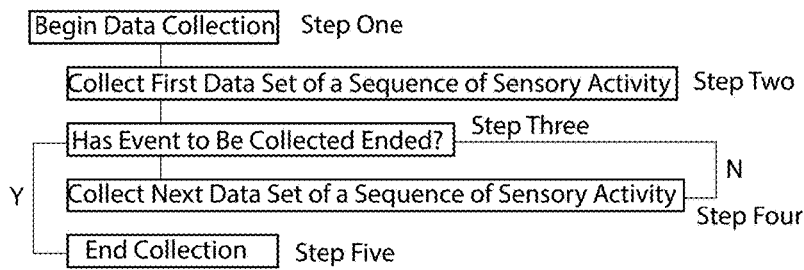 Begin Data Collection Step One
Collect First Data Set of a Sequence of Sensory Activity Step Two
Has Event to Be Collected Ended? Step Three
N
Y
Collect Next Data Set of a Sequence of Sensory Activity
Step Four
End Collection Step Five